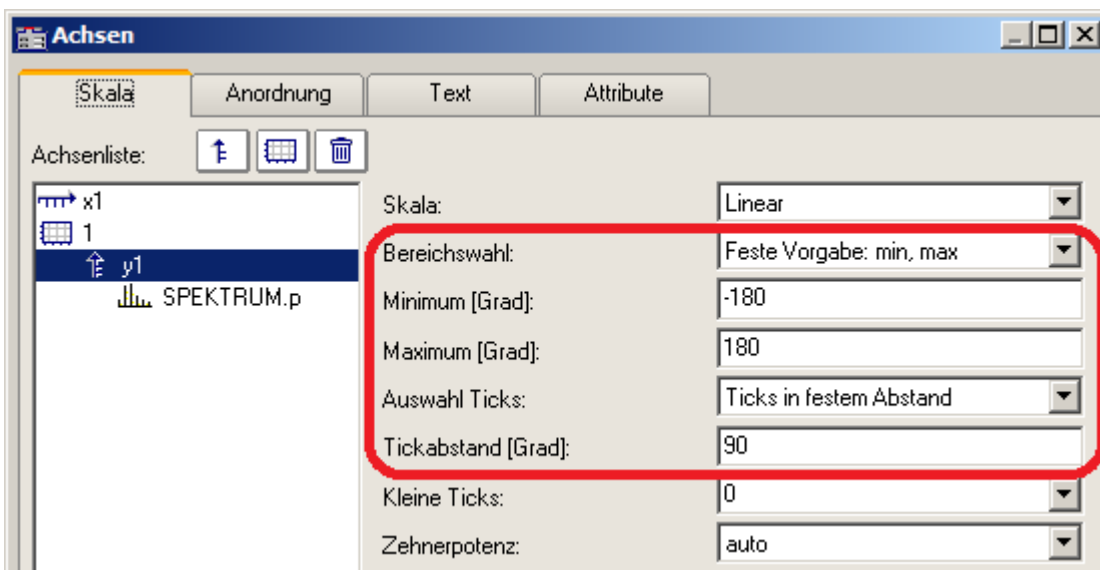 Achsen
Skala Anordnung Text Attribute
Achsenliste:
x1
1
y1
SPEKTRUM.p
Skala: Linear
Bereichswahl: Feste Vorgabe: min, max
Minimum [Grad]: -180
Maximum [Grad]: 180
Auswahl Ticks: Ticks in festem Abstand
Tickabstand [Grad]: 90
Kleine Ticks: 0
Zehnerpotenz: auto